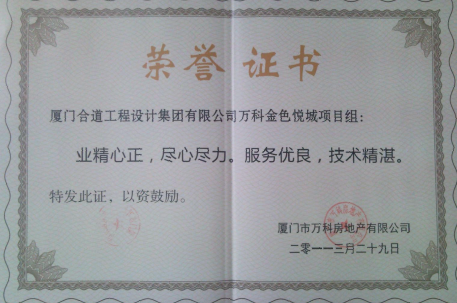 荣誉证书
厦门合道工程设计集团有限公司万科金色悦城项目组：
业精心正，尽心尽力。服务优良，技术精湛。
特发此证，以资鼓励。
厦门市万科房地产有限公司
二零一一三月二十九日